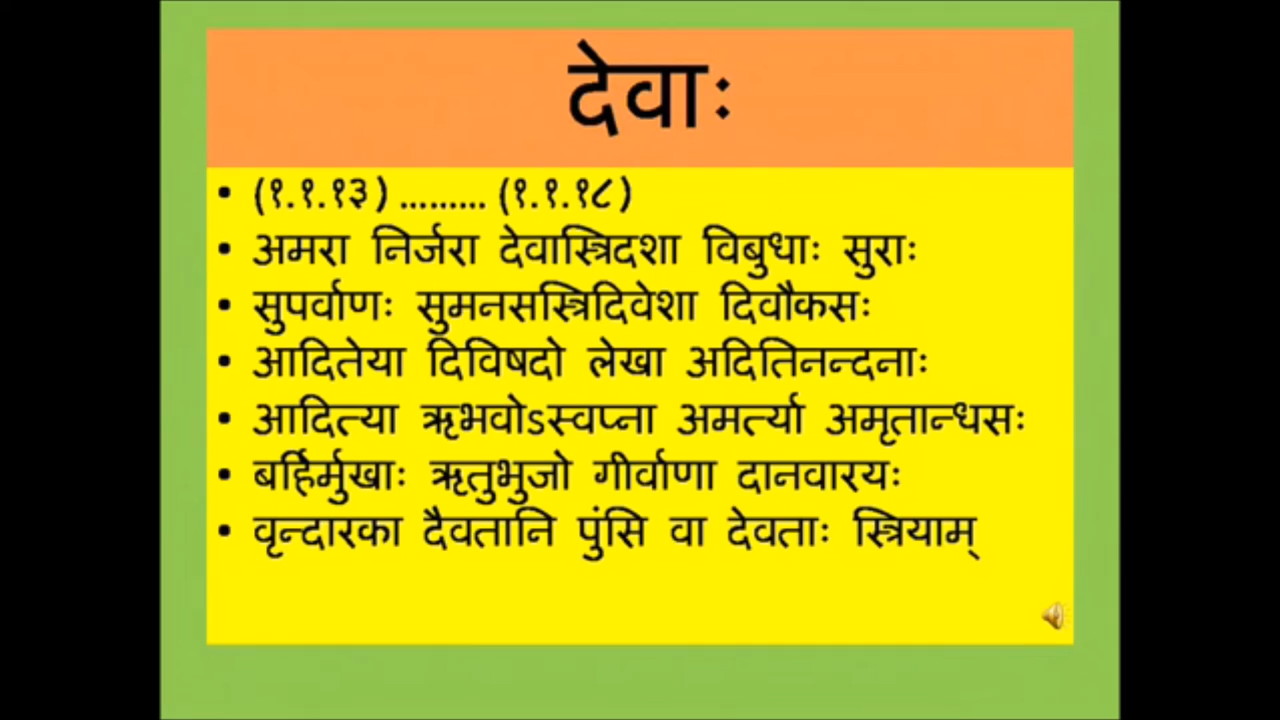 देवाः
• (१.१.१३) ......... (१.१.१८)
• अमरा निर्जरा देवास्त्रिदशा विबुधाः सुराः
• सुपर्वाणः सुमनसस्त्रिदिवेशा दिवौकसः
• आदितेया दिविषदो लेखा अदितिनन्दनाः
• आदित्या ऋभवोऽस्वप्ना अमर्त्या अमृतान्धसः
• बर्हिर्मुखाः ऋतुभुजो गीर्वाणा दानवारयः
• वृन्दारका दैवतानि पुंसि वा देवताः स्त्रियाम्